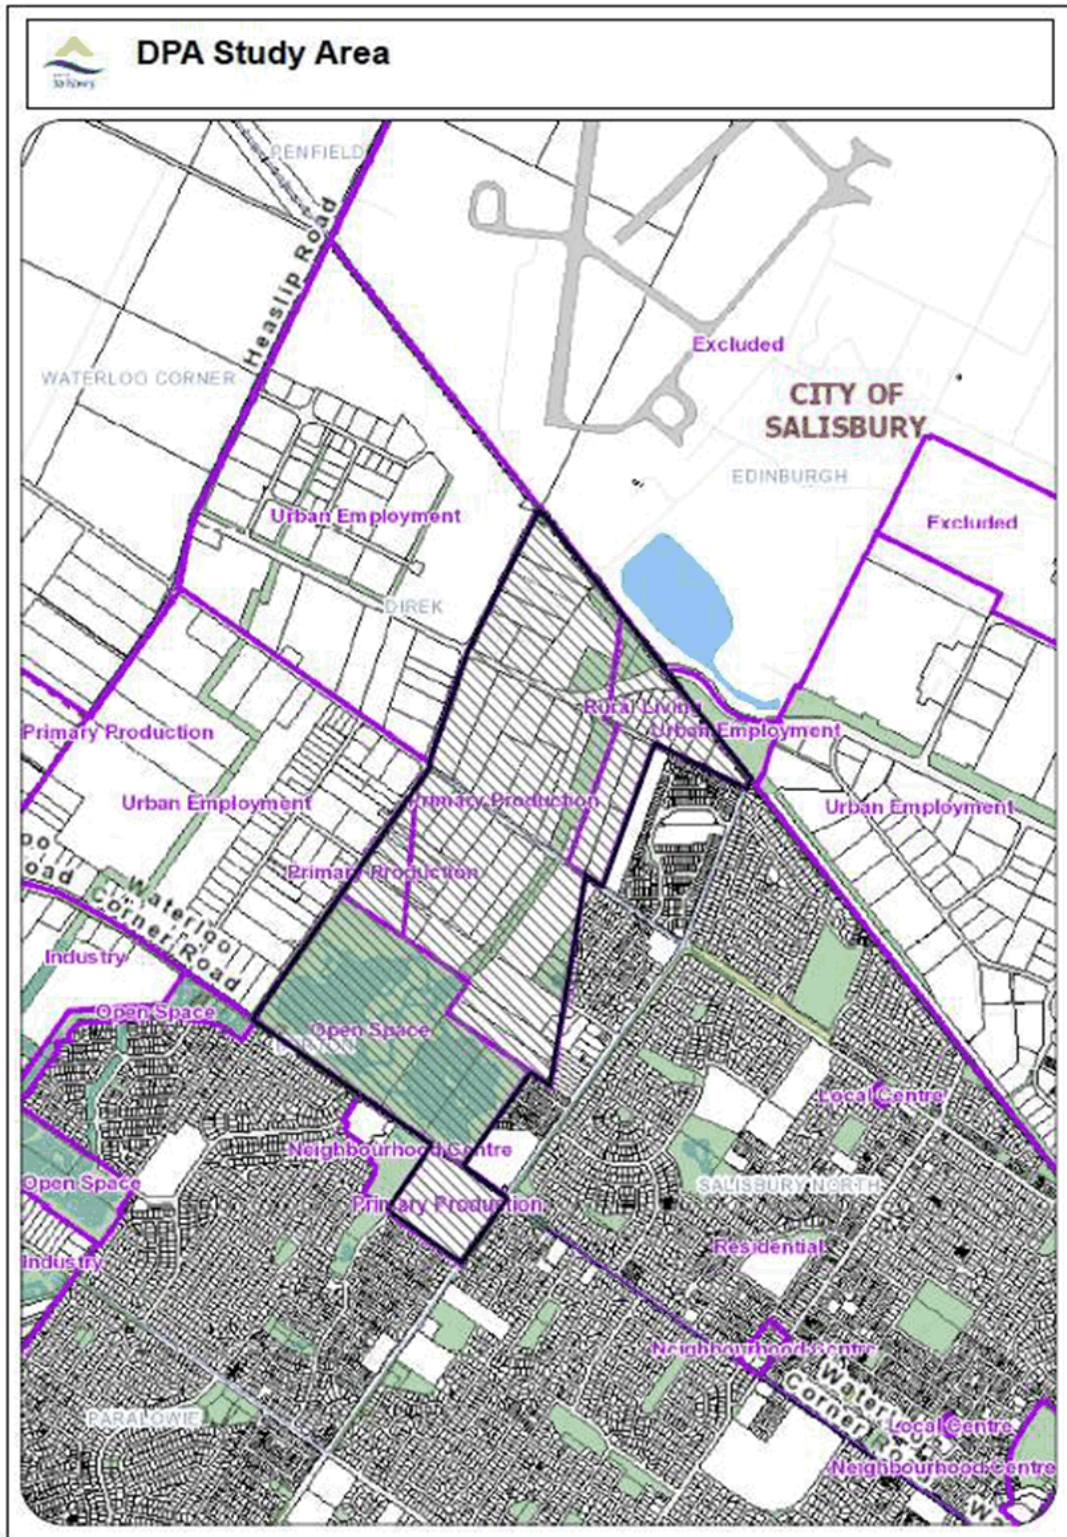 Salisbury
DPA Study Area
PENFIELD
Heaslip Road
Excluded
WATERLOO CORNER
CITY OF
SALISBURY
EDINBURGH
Urban Employment
Excluded
DIREK
Rural Living
Primary Production
Urban Employment
Urban Employment
Primary Production
Urban Employment
Primary Production
Waterloo
Corner Road
Industry
Open Space
Open Space
Local Centre
Neighbourhood Centre
Open Space
SALISBURY NORTH
Primary Production
Residential
Industry
Neighbourhood Centre
Corner
PARALOWIE
Local Centre
Neighbourhood Centre